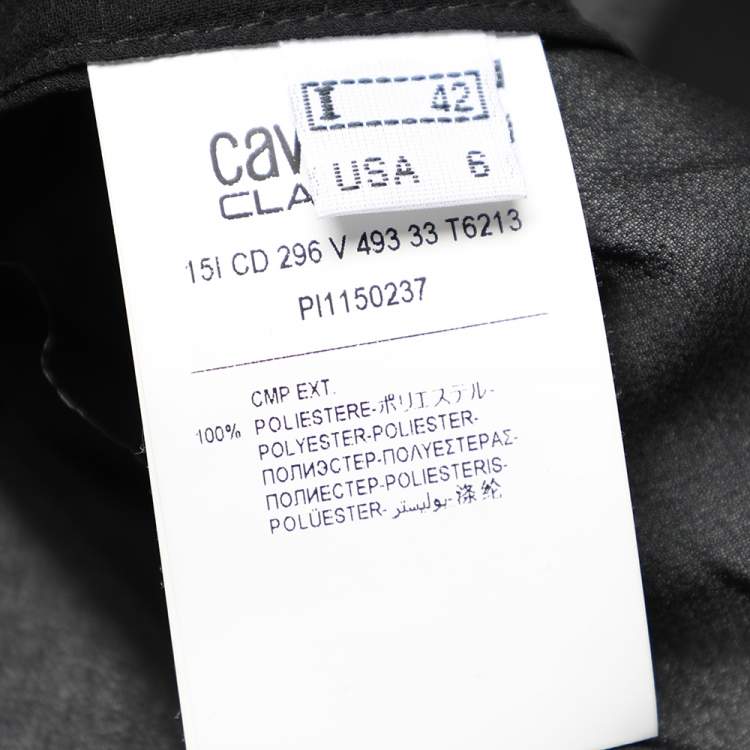 I 42
USA 6
cav
CLA
15I CD 296 V 493 33 T6213
PI1150237
CMP EXT.
100% POLIESTERE-ポリエステル-
POLYESTER-POLIESTER-
ПОЛИЭСТЕР-ΠΟΛΥΕΣΤΕΡΑΣ-
ПОЛИЕСТЕР-POLIESTERIS-
POLÜESTER-بوليستر-涤纶